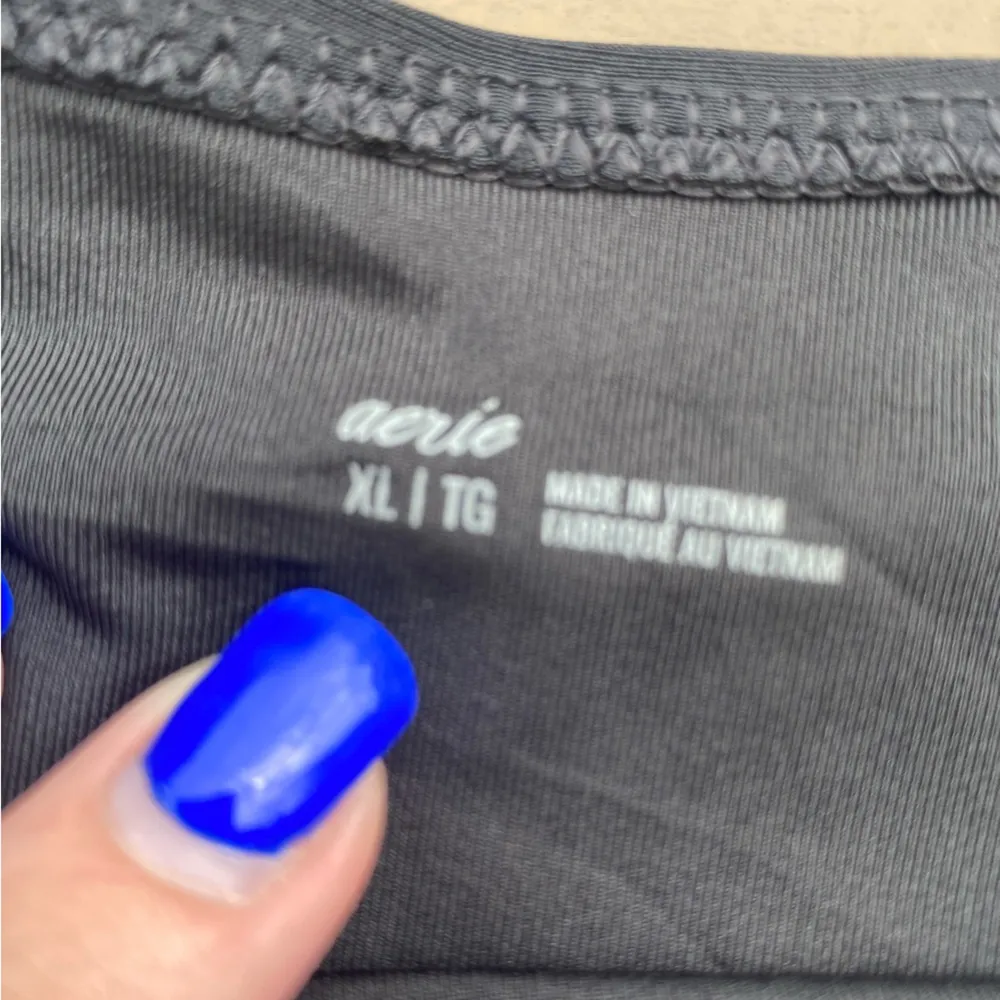 aerie
XL | TG
MADE IN VIETNAM
FABRIQUÉ AU VIETNAM